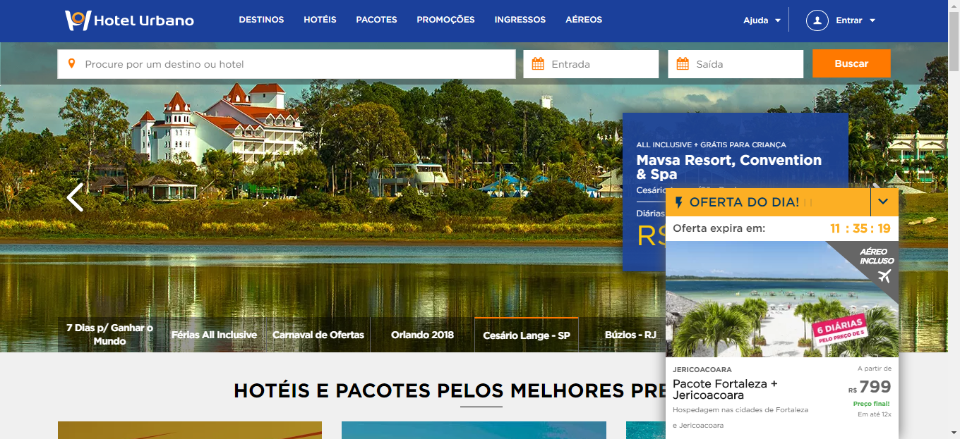 Hotel Urbano
DESTINOS HOTÉIS PACOTES PROMOÇÕES INGRESSOS AÉREOS
Ajuda Entrar
Procure por um destino ou hotel
Entrada
Saída
Buscar
ALL INCLUSIVE + GRÁTIS PARA CRIANÇA
Mavsa Resort, Convention
& Spa
Cesário
Diárias
R$
OFERTA DO DIA!
Oferta expira em: 11 : 35 : 19
AÉREO
INCLUSO
6 DIÁRIAS
PELO PREÇO DE 5
JERICOACOARA
A partir de
Pacote Fortaleza +
Jericoacoara
R$ 799
Preço final!
Hospedagem nas cidades de Fortaleza
e Jericoacoara
Em até 12x
7 Dias p/ Ganhar o
Mundo
Férias All Inclusive
Carnaval de Ofertas
Orlando 2018
Cesário Lange - SP
Búzios - RJ
HOTÉIS E PACOTES PELOS MELHORES PRE